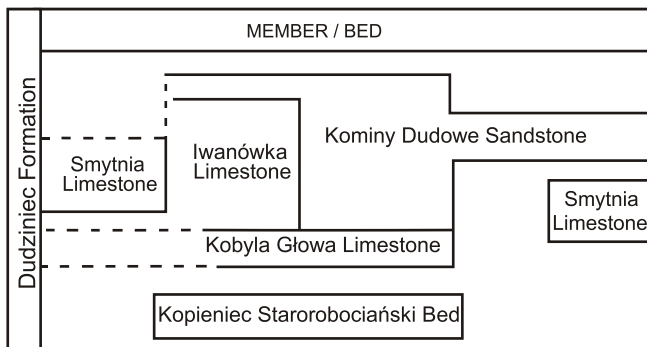 MEMBER / BED
Dudziniec Formation
Smytnia
Limestone
Iwanówka
Limestone
Kominy Dudowe Sandstone
Smytnia
Limestone
Kobyla Głowa Limestone
Kopieniec Starorobociański Bed